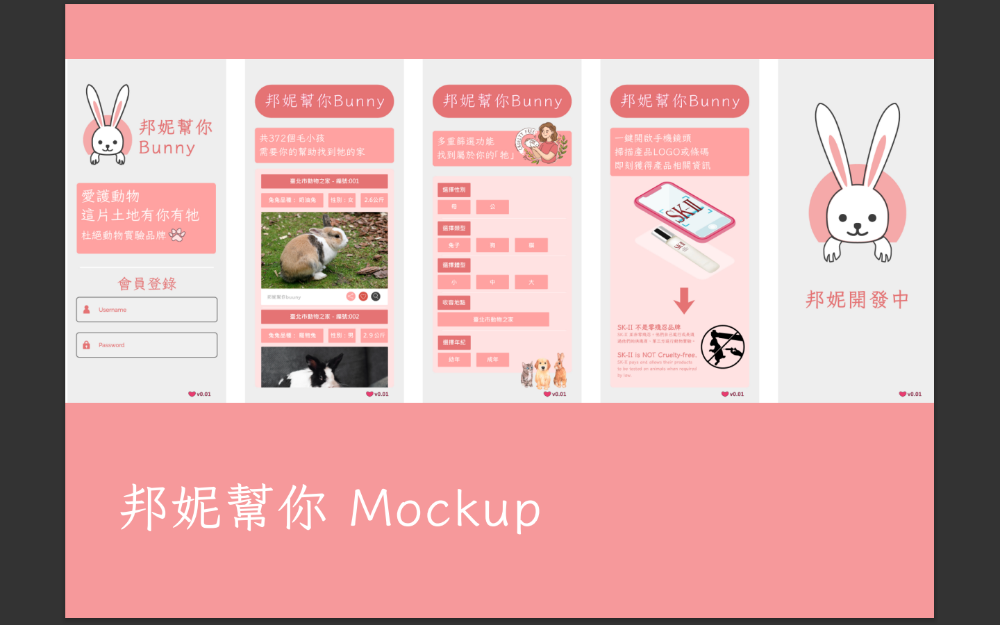 邦妮幫你
Bunny
愛護動物
這片土地有你有牠
杜絕動物實驗品牌
會員登錄
Username
Password
v0.01
邦妮幫你Bunny
共372個毛小孩
需要你的幫助找到牠的家
臺北市動物之家 - 編號:001
兔兔品種： 奶油兔
性別：女
2.6公斤
邦妮幫你bunny
臺北市動物之家 - 編號:002
兔兔品種： 寵物兔
性別：男
2.9公斤
v0.01
邦妮幫你Bunny
多重篩選功能
找到屬於你的「牠」
CRUELTY FREE
選擇性別
母 公
選擇類型
兔子 狗 貓
選擇體型
小 中 大
收容地點
臺北市動物之家
選擇年紀
幼年 成年
v0.01
邦妮幫你Bunny
一鍵開啟手機鏡頭
掃描產品LOGO或條碼
即刻獲得產品相關資訊
SK-II
SK-II
SK-II 不是零殘忍品牌
SK-II is NOT Cruelty-free.
SK-II pays and allows their products
to be tested on animals when required
by law.
v0.01
邦妮開發中
v0.01
邦妮幫你 Mockup